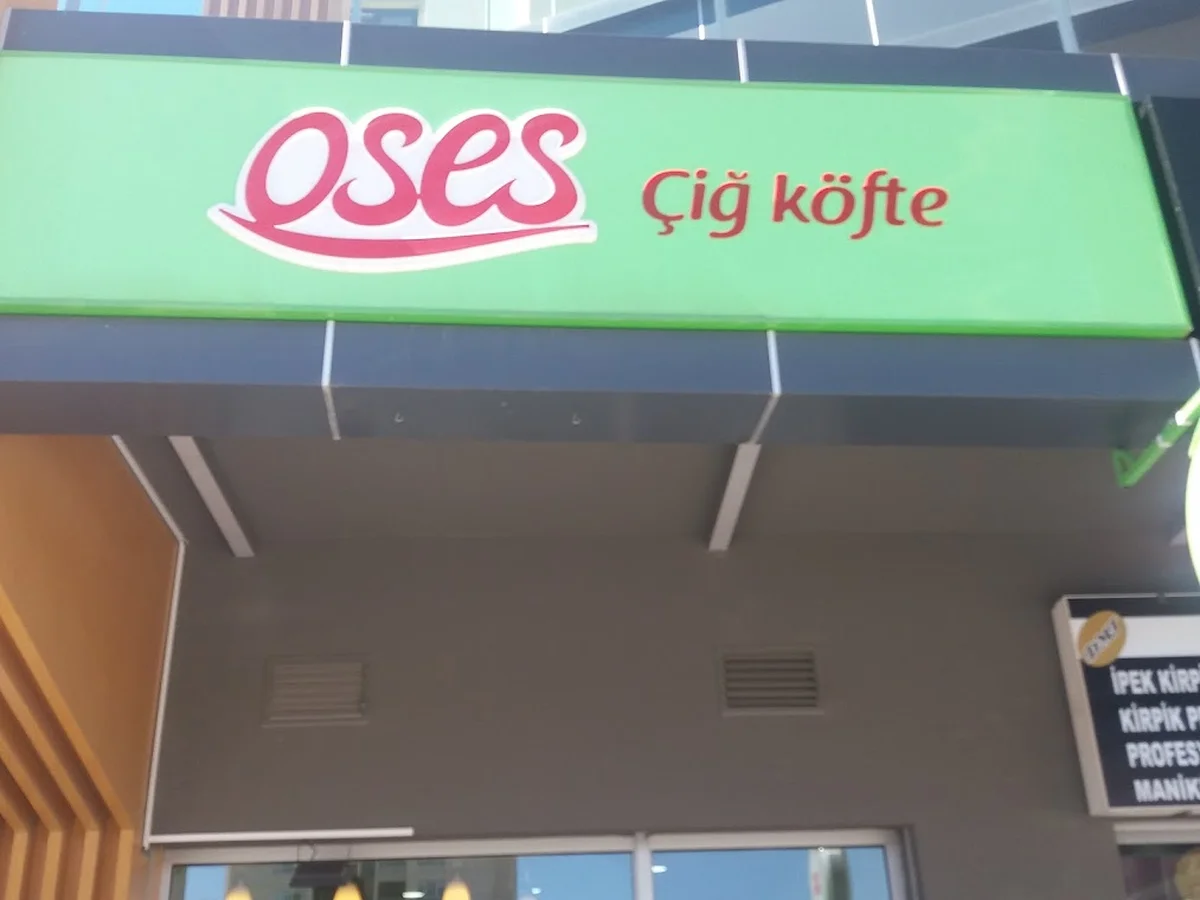 oses Çiğ köfte
İPEK KİRP
KİRPİK P
PROFES
MANİK